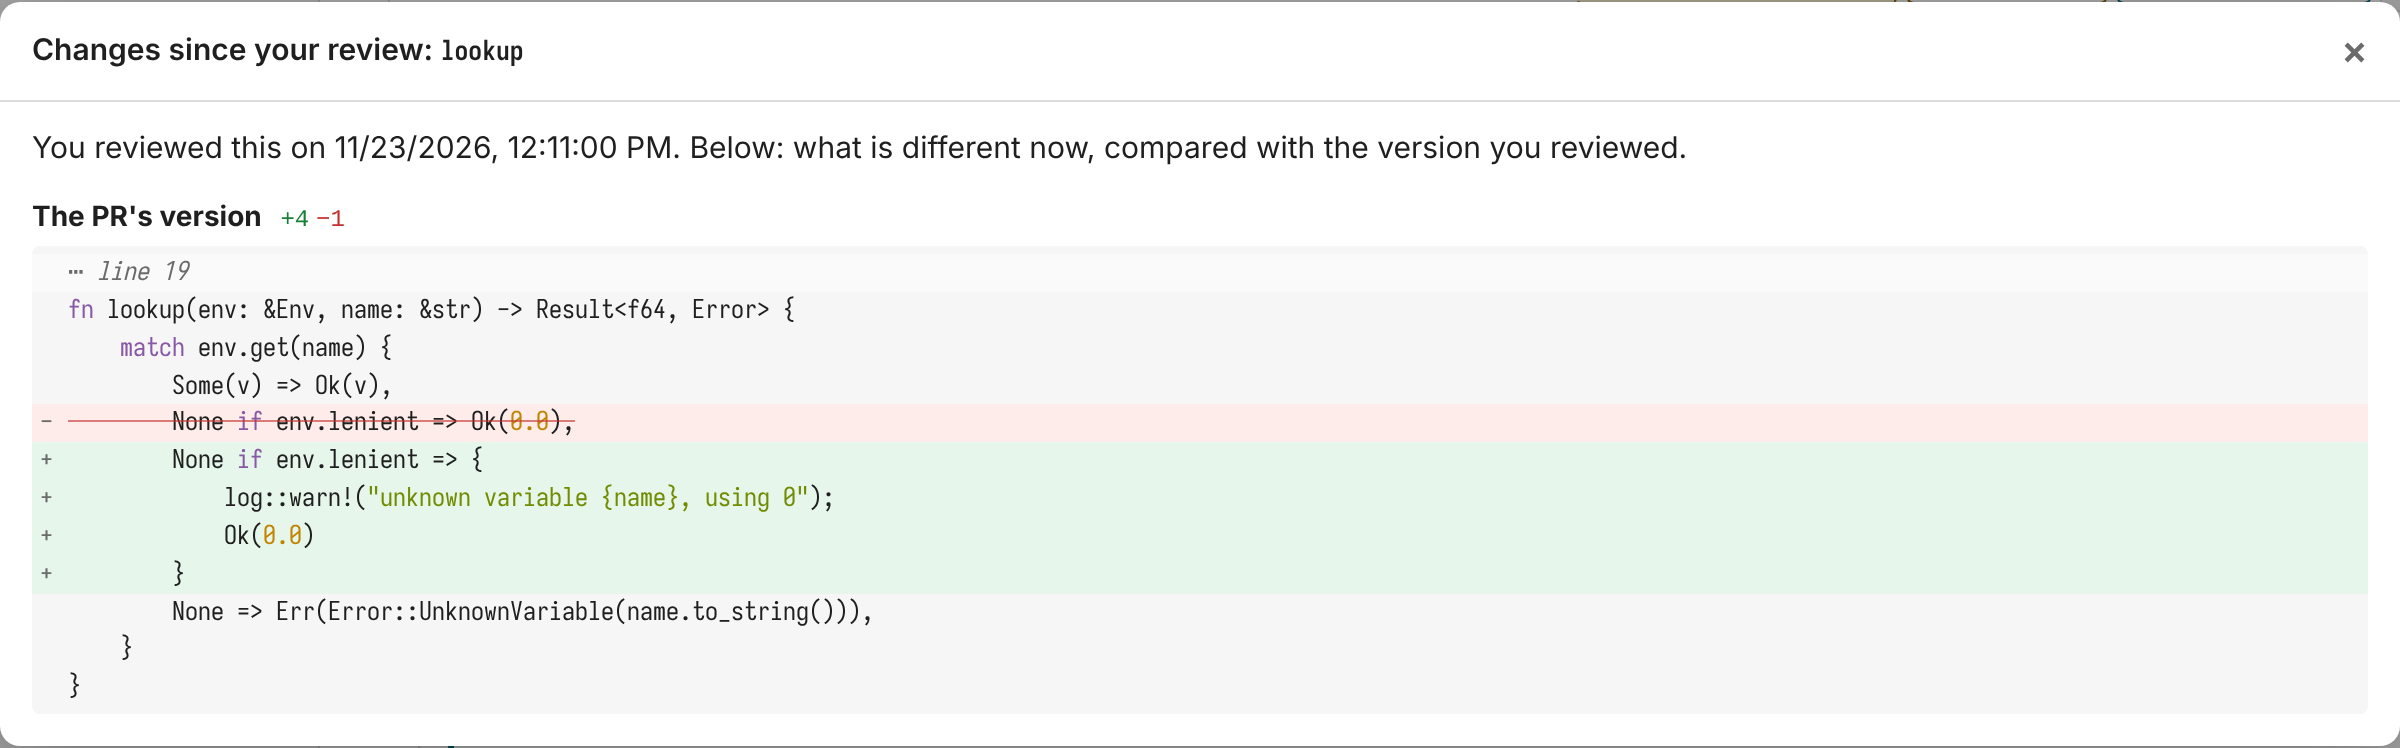 Changes since your review: lookup
×
You reviewed this on 11/23/2026, 12:11:00 PM. Below: what is different now, compared with the version you reviewed.
The PR's version +4 −1
⋯ line 19
fn lookup(env: &Env, name: &str) -> Result<f64, Error> {
    match env.get(name) {
        Some(v) => Ok(v),
−        None if env.lenient => Ok(0.0),
+        None if env.lenient => {
+            log::warn!("unknown variable {name}, using 0");
+            Ok(0.0)
+        }
        None => Err(Error::UnknownVariable(name.to_string())),
    }
}